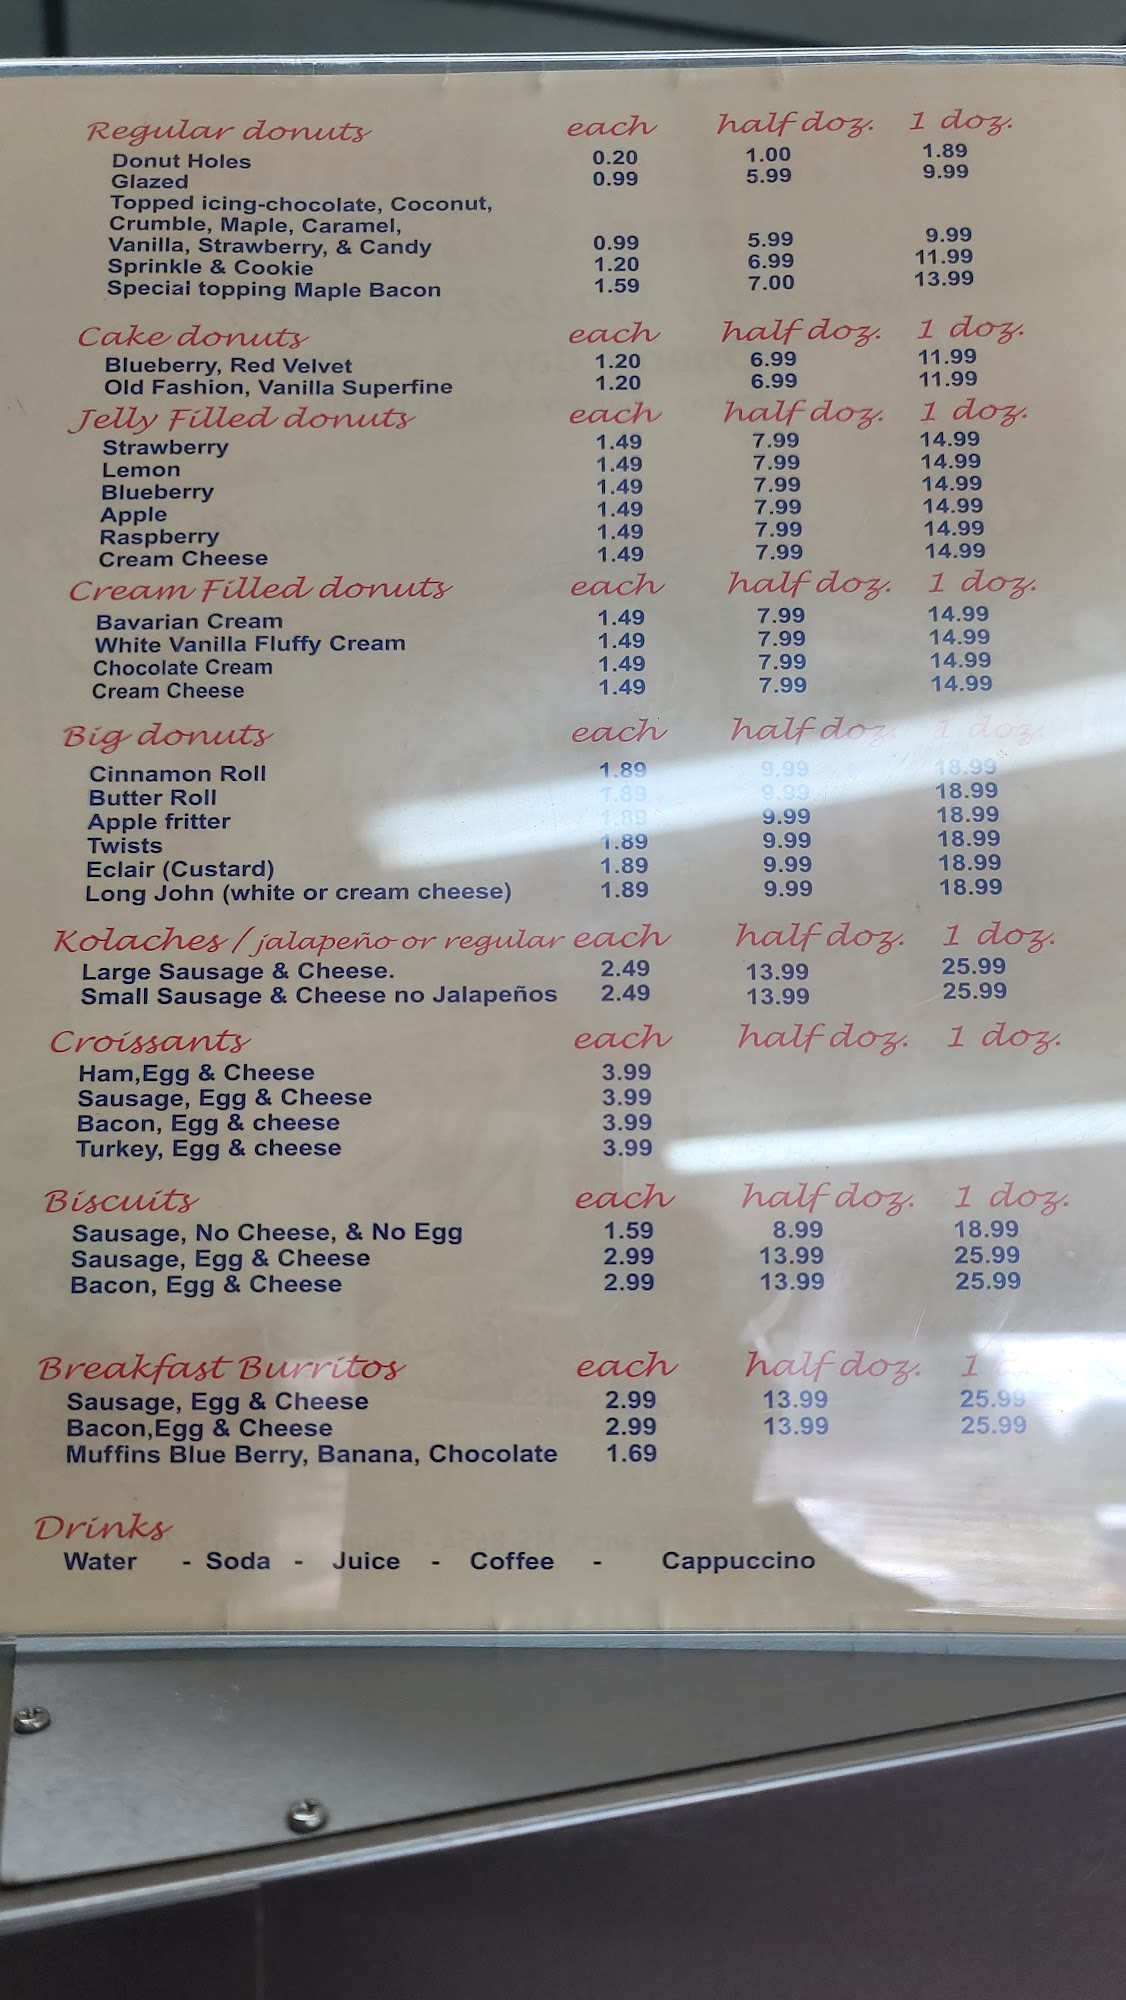 Regular donuts each half doz. 1 doz.
Donut Holes 0.20 1.00 1.89
Glazed 0.99 5.99 9.99
Topped icing-chocolate, Coconut,
Crumble, Maple, Caramel,
Vanilla, Strawberry, & Candy 0.99 5.99 9.99
Sprinkle & Cookie 1.20 6.99 11.99
Special topping Maple Bacon 1.59 7.00 13.99
Cake donuts each half doz. 1 doz.
Blueberry, Red Velvet 1.20 6.99 11.99
Old Fashion, Vanilla Superfine 1.20 6.99 11.99
Jelly Filled donuts each half doz. 1 doz.
Strawberry 1.49 7.99 14.99
Lemon 1.49 7.99 14.99
Blueberry 1.49 7.99 14.99
Apple 1.49 7.99 14.99
Raspberry 1.49 7.99 14.99
Cream Cheese 1.49 7.99 14.99
Cream Filled donuts each half doz. 1 doz.
Bavarian Cream 1.49 7.99 14.99
White Vanilla Fluffy Cream 1.49 7.99 14.99
Chocolate Cream 1.49 7.99 14.99
Cream Cheese 1.49 7.99 14.99
Big donuts each half doz. 1 doz.
Cinnamon Roll 1.89 9.99 18.99
Butter Roll 1.89 9.99 18.99
Apple fritter 1.89 9.99 18.99
Twists 1.89 9.99 18.99
Eclair (Custard) 1.89 9.99 18.99
Long John (white or cream cheese) 1.89 9.99 18.99
Kolaches / jalapeño or regular each half doz. 1 doz.
Large Sausage & Cheese. 2.49 13.99 25.99
Small Sausage & Cheese no Jalapeños 2.49 13.99 25.99
Croissants each half doz. 1 doz.
Ham,Egg & Cheese 3.99
Sausage, Egg & Cheese 3.99
Bacon, Egg & cheese 3.99
Turkey, Egg & cheese 3.99
Biscuits each half doz. 1 doz.
Sausage, No Cheese, & No Egg 1.59 8.99 18.99
Sausage, Egg & Cheese 2.99 13.99 25.99
Bacon, Egg & Cheese 2.99 13.99 25.99
Breakfast Burritos each half doz. 1
Sausage, Egg & Cheese 2.99 13.99 25.99
Bacon,Egg & Cheese 2.99 13.99 25.99
Muffins Blue Berry, Banana, Chocolate 1.69
Drinks
Water - Soda - Juice - Coffee - Cappuccino